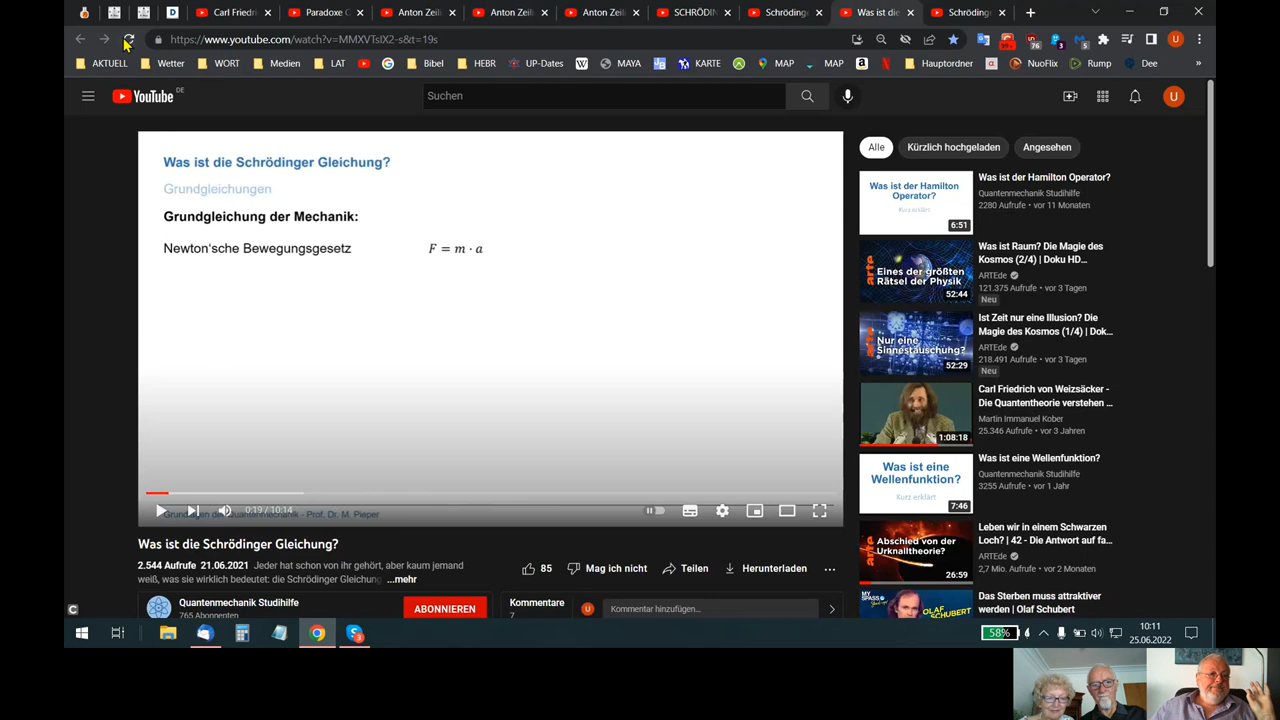 Carl Friedri
Paradoxe C
Anton Zeil
Anton Zeil
Anton Zeil
SCHRÖDIN
Schröding
Was ist die
Schröding
https://www.youtube.com/watch?v=MMXVTsIX2-s&t=19s
AKTUELL
Wetter
WORT
Medien
LAT
Bibel
HEBR
UP-Dates
MAYA
KARTE
MAP
MAP
Hauptordner
NuoFlix
Rump
Dee
YouTube DE
Suchen
U
Was ist die Schrödinger Gleichung?
Grundgleichungen
Grundgleichung der Mechanik:
Newton'sche Bewegungsgesetz F = m · a
Grundlagen der Quantenmechanik - Prof. Dr. M. Pieper
0:19 / 10:14
Was ist die Schrödinger Gleichung?
2.544 Aufrufe 21.06.2021 Jeder hat schon von ihr gehört, aber kaum jemand
weiß, was sie wirklich bedeutet: die Schrödinger Gleichung ...mehr
85
Mag ich nicht
Teilen
Herunterladen
Quantenmechanik Studihilfe
765 Abonnenten
ABONNIEREN
Kommentare
7
U
Kommentar hinzufügen...
Alle
Kürzlich hochgeladen
Angesehen
Was ist der Hamilton
Operator?
Kurz erklärt
6:51
Was ist der Hamilton Operator?
Quantenmechanik Studihilfe
2280 Aufrufe • vor 11 Monaten
arte
Eines der größten
Rätsel der Physik
52:44
Was ist Raum? Die Magie des
Kosmos (2/4) | Doku HD...
ARTEde
121.375 Aufrufe • vor 3 Tagen
Neu
arte
Nur eine
Sinnestäuschung?
52:29
Ist Zeit nur eine Illusion? Die
Magie des Kosmos (1/4) | Dok...
ARTEde
218.491 Aufrufe • vor 3 Tagen
Neu
1:08:18
Carl Friedrich von Weizsäcker -
Die Quantentheorie verstehen ...
Martin Immanuel Kober
25.346 Aufrufe • vor 3 Jahren
Was ist eine
Wellenfunktion?
Kurz erklärt
7:46
Was ist eine Wellenfunktion?
Quantenmechanik Studihilfe
3255 Aufrufe • vor 1 Jahr
arte
Abschied von der
Urknalltheorie?
26:59
Leben wir in einem Schwarzen
Loch? | 42 - Die Antwort auf fa...
ARTEde
2,7 Mio. Aufrufe • vor 2 Monaten
MY SPASS
OLAF
SCHUBERT
Das Sterben muss attraktiver
werden | Olaf Schubert
58%
10:11
25.06.2022